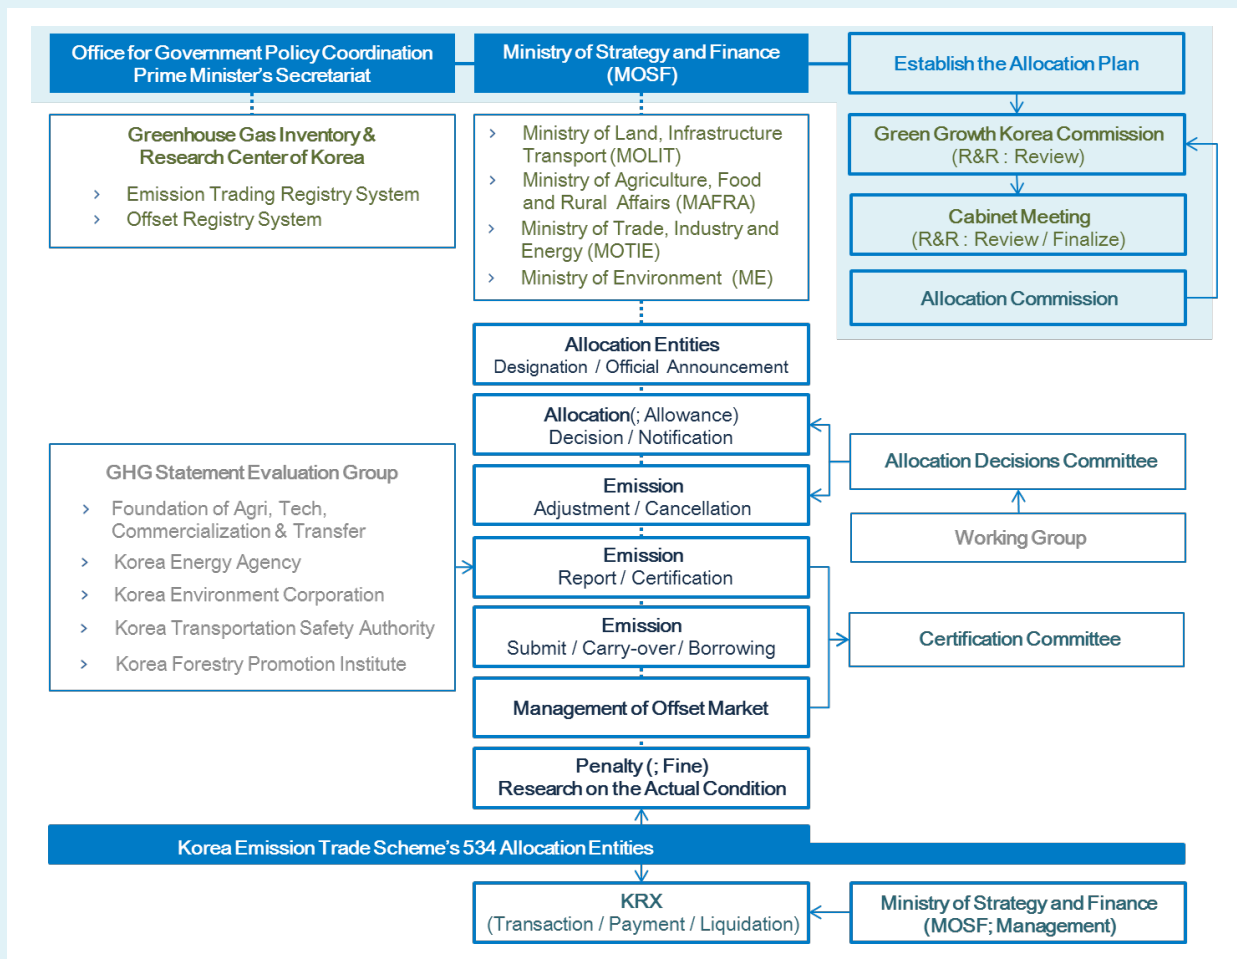 Office for Government Policy Coordination
Prime Minister's Secretariat
Ministry of Strategy and Finance
(MOSF)
Establish the Allocation Plan
Greenhouse Gas Inventory &
Research Center of Korea
› Emission Trading Registry System
› Offset Registry System
› Ministry of Land, Infrastructure
Transport (MOLIT)
› Ministry of Agriculture, Food
and Rural Affairs (MAFRA)
› Ministry of Trade, Industry and
Energy (MOTIE)
› Ministry of Environment (ME)
Green Growth Korea Commission
(R&R : Review)
Cabinet Meeting
(R&R : Review / Finalize)
Allocation Commission
Allocation Entities
Designation / Official Announcement
Allocation(; Allowance)
Decision / Notification
Emission
Adjustment / Cancellation
Allocation Decisions Committee
Working Group
GHG Statement Evaluation Group
› Foundation of Agri, Tech,
Commercialization & Transfer
› Korea Energy Agency
› Korea Environment Corporation
› Korea Transportation Safety Authority
› Korea Forestry Promotion Institute
Emission
Report / Certification
Emission
Submit / Carry-over / Borrowing
Certification Committee
Management of Offset Market
Penalty (; Fine)
Research on the Actual Condition
Korea Emission Trade Scheme's 534 Allocation Entities
KRX
(Transaction / Payment / Liquidation)
Ministry of Strategy and Finance
(MOSF; Management)